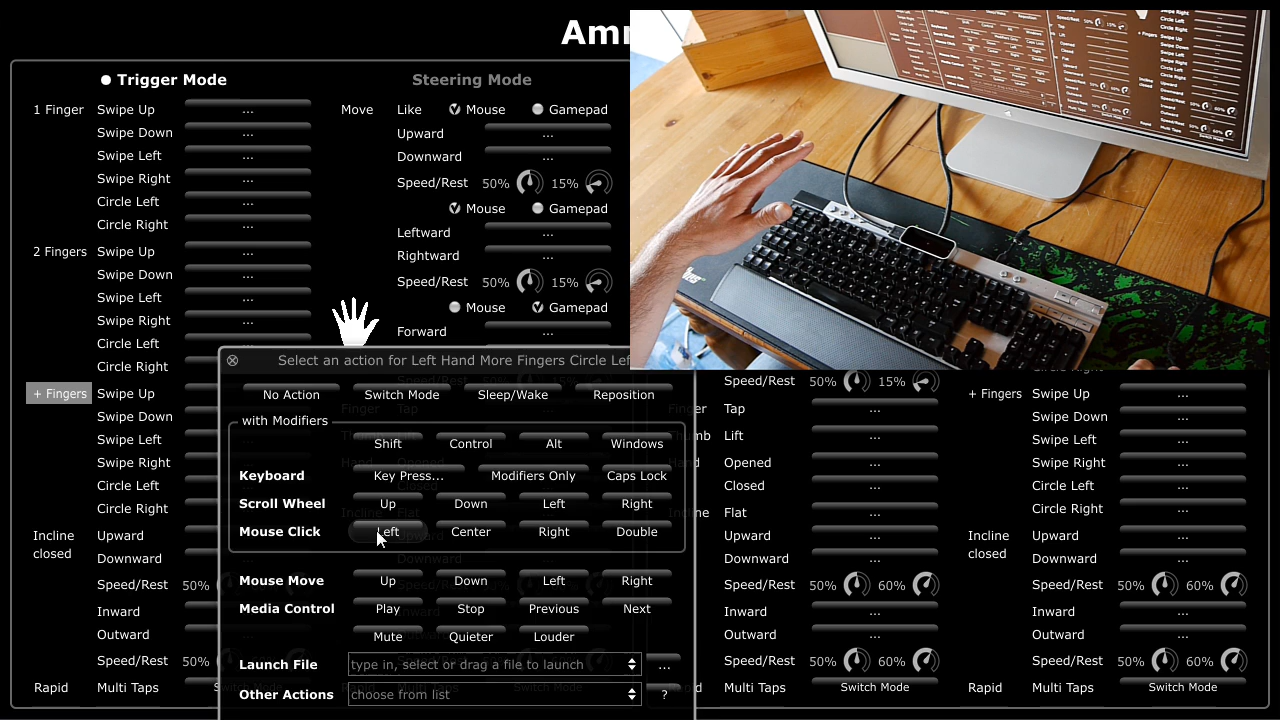 Amm
Trigger Mode Steering Mode
1 Finger Swipe Up ... Move Like Mouse Gamepad
Swipe Down ... Upward ...
Swipe Left ... Downward ...
Swipe Right ... Speed/Rest 50% 15%
Circle Left ... Mouse Gamepad
Circle Right ... Leftward ...
2 Fingers Swipe Up ... Rightward ...
Swipe Down ... Speed/Rest 50% 15%
Swipe Left ... Mouse Gamepad
Swipe Right ... Forward ...
Circle Left ...
Circle Right
Select an action for Left Hand More Fingers Circle Lef
No Action Switch Mode Sleep/Wake Reposition
with Modifiers
Shift Control Alt Windows
Keyboard Key Press... Modifiers Only Caps Lock
Scroll Wheel Up Down Left Right
Mouse Click Left Center Right Double
Mouse Move Up Down Left Right
Media Control Play Stop Previous Next
Mute Quieter Louder
Launch File type in, select or drag a file to launch ...
Other Actions choose from list ?
+ Fingers Swipe Up
Swipe Down
Swipe Left
Swipe Right
Circle Left
Circle Right
Incline Upward
closed Downward
Speed/Rest 50%
Inward
Outward
Speed/Rest 50%
Rapid Multi Taps Switch Mode
Speed/Rest 50% 15%
Finger Tap ...
Thumb Lift ...
Hand Opened ...
Closed ...
Incline Flat ...
Upward ...
Downward ...
Speed/Rest 50% 60%
Inward ...
Outward ...
Speed/Rest 50% 60%
Multi Taps Switch Mode
+ Fingers Swipe Up ...
Swipe Down ...
Swipe Left ...
Swipe Right ...
Circle Left ...
Circle Right ...
Incline Upward ...
closed Downward ...
Speed/Rest 50% 60%
Inward ...
Outward ...
Speed/Rest 50% 60%
Rapid Multi Taps Switch Mode